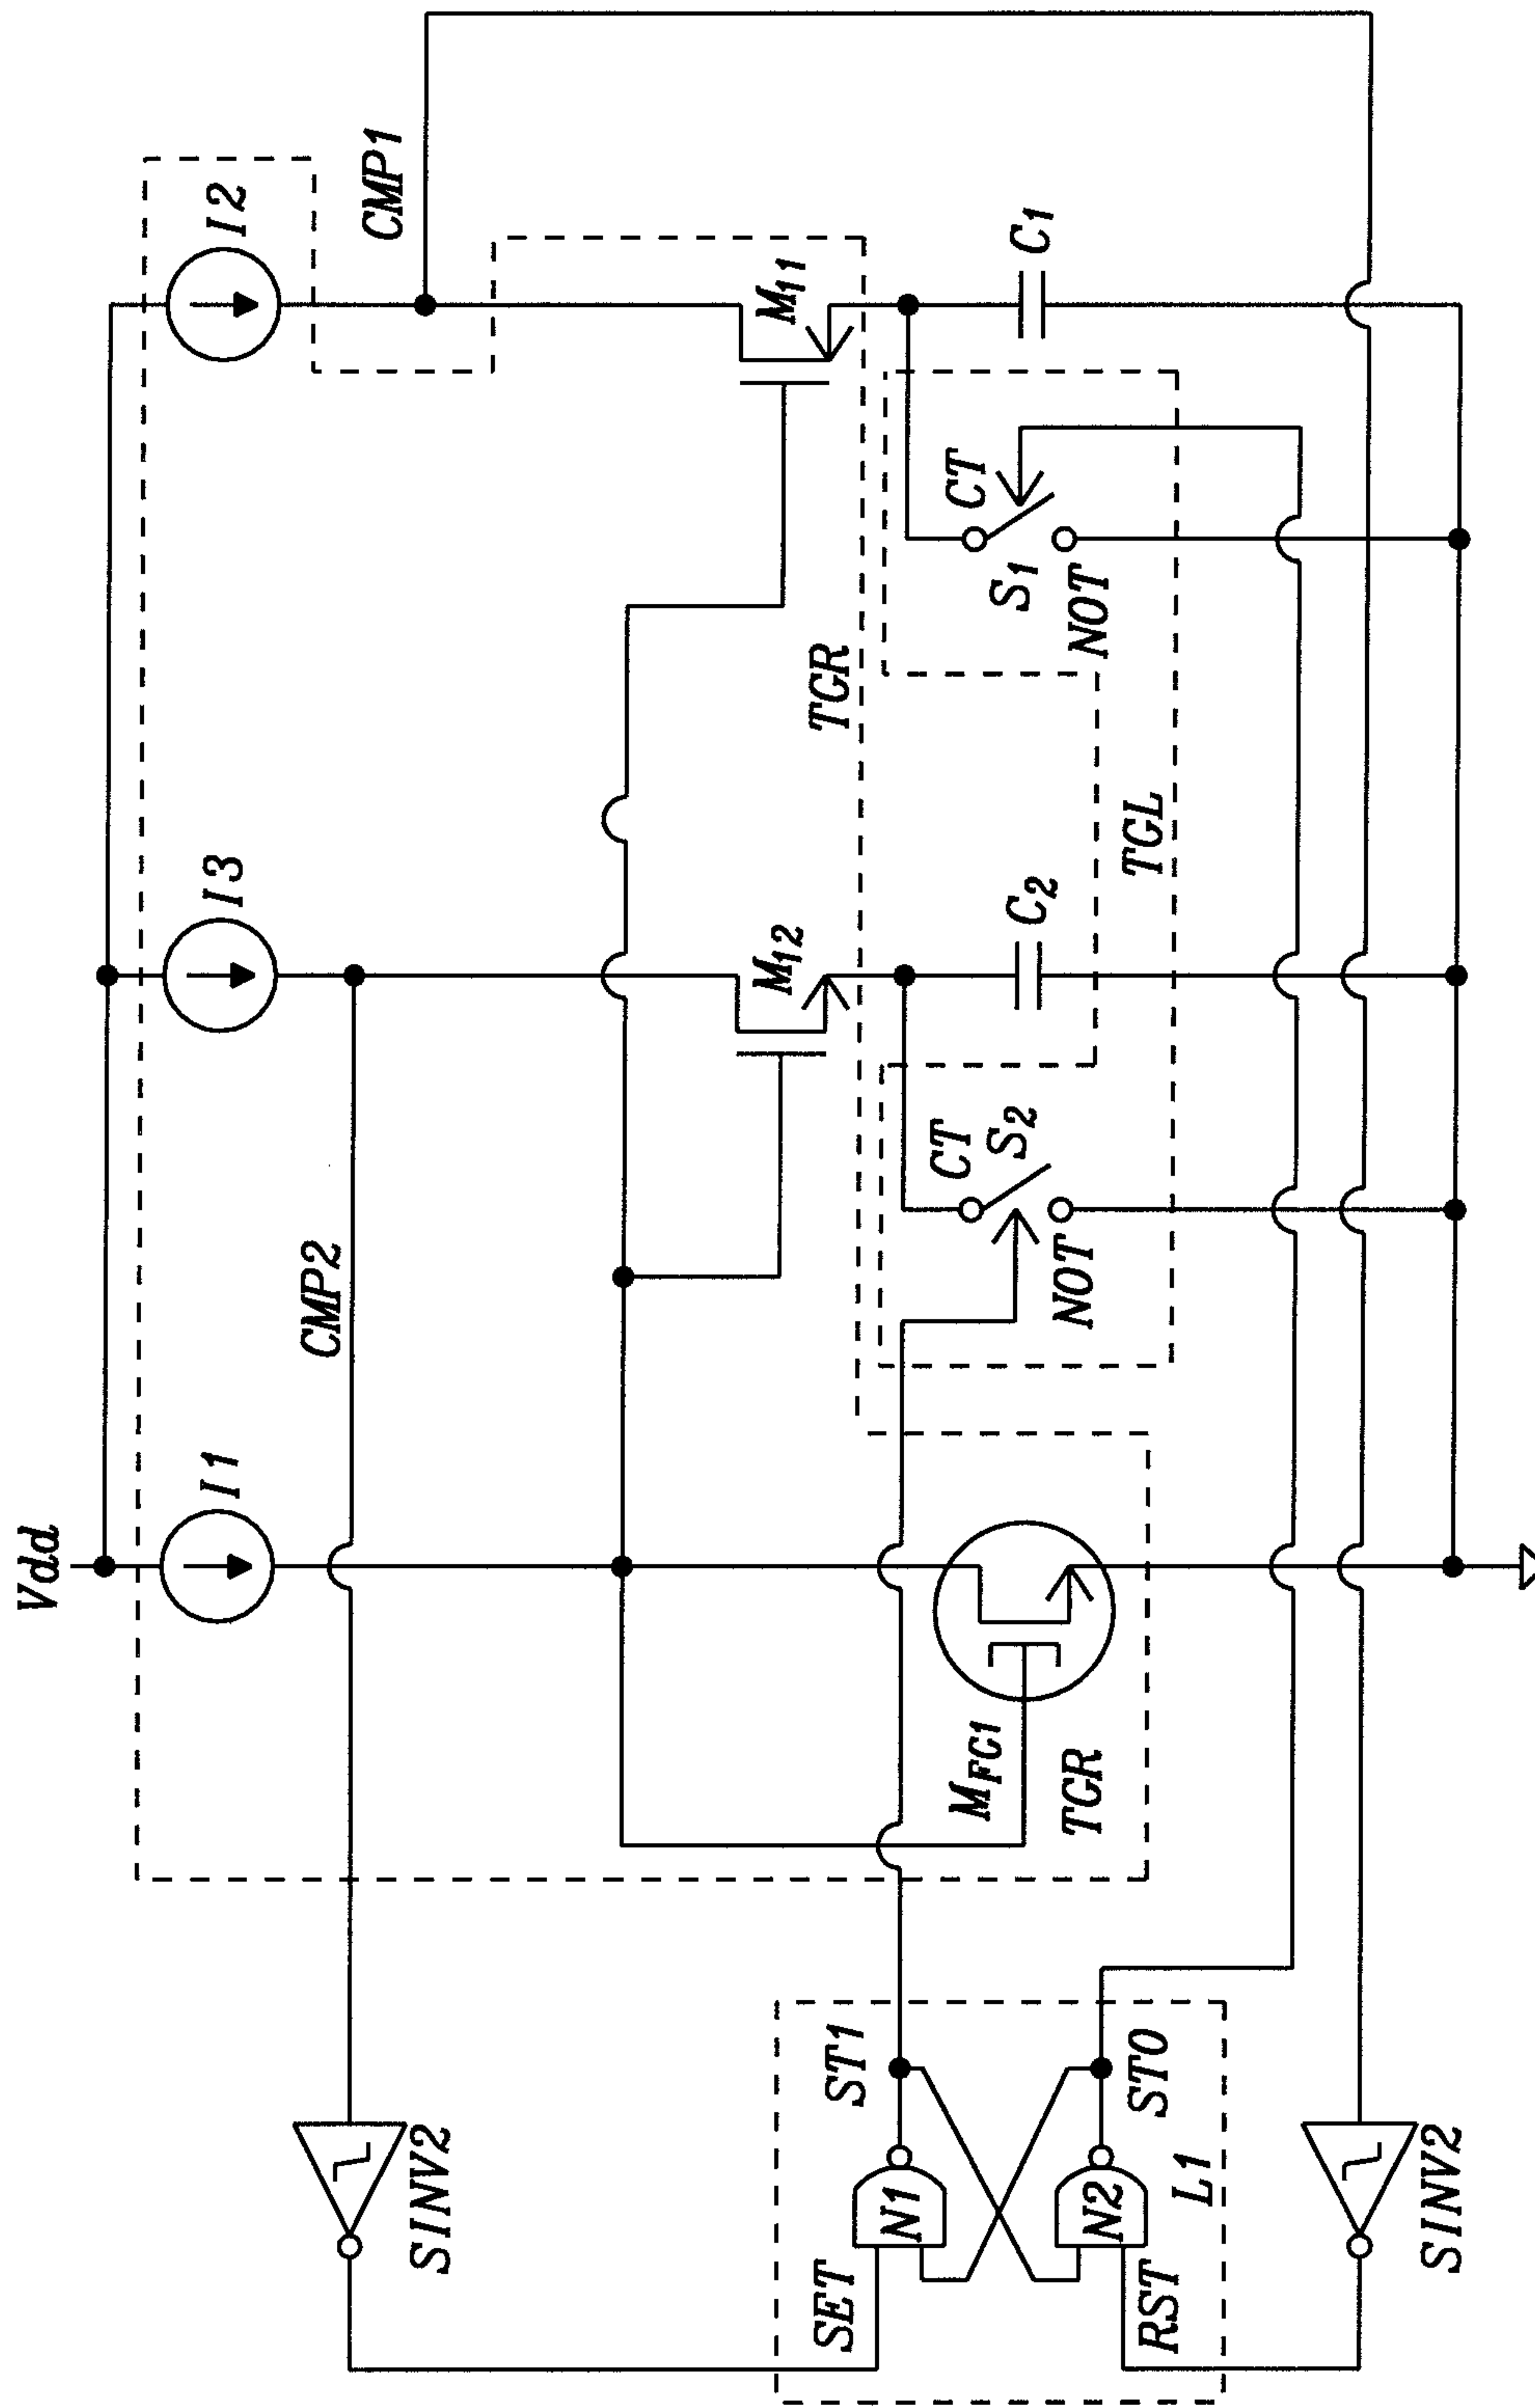 Vdd
I1
I3
I2
CMP2
CMP1
M12
M11
TGR
MFC1
TGR
CT
S2
NOT
C2
CT
S1
NOT
C1
TGL
SINV2
SET
N1
ST1
N2
ST0
RST
L1
SINV2